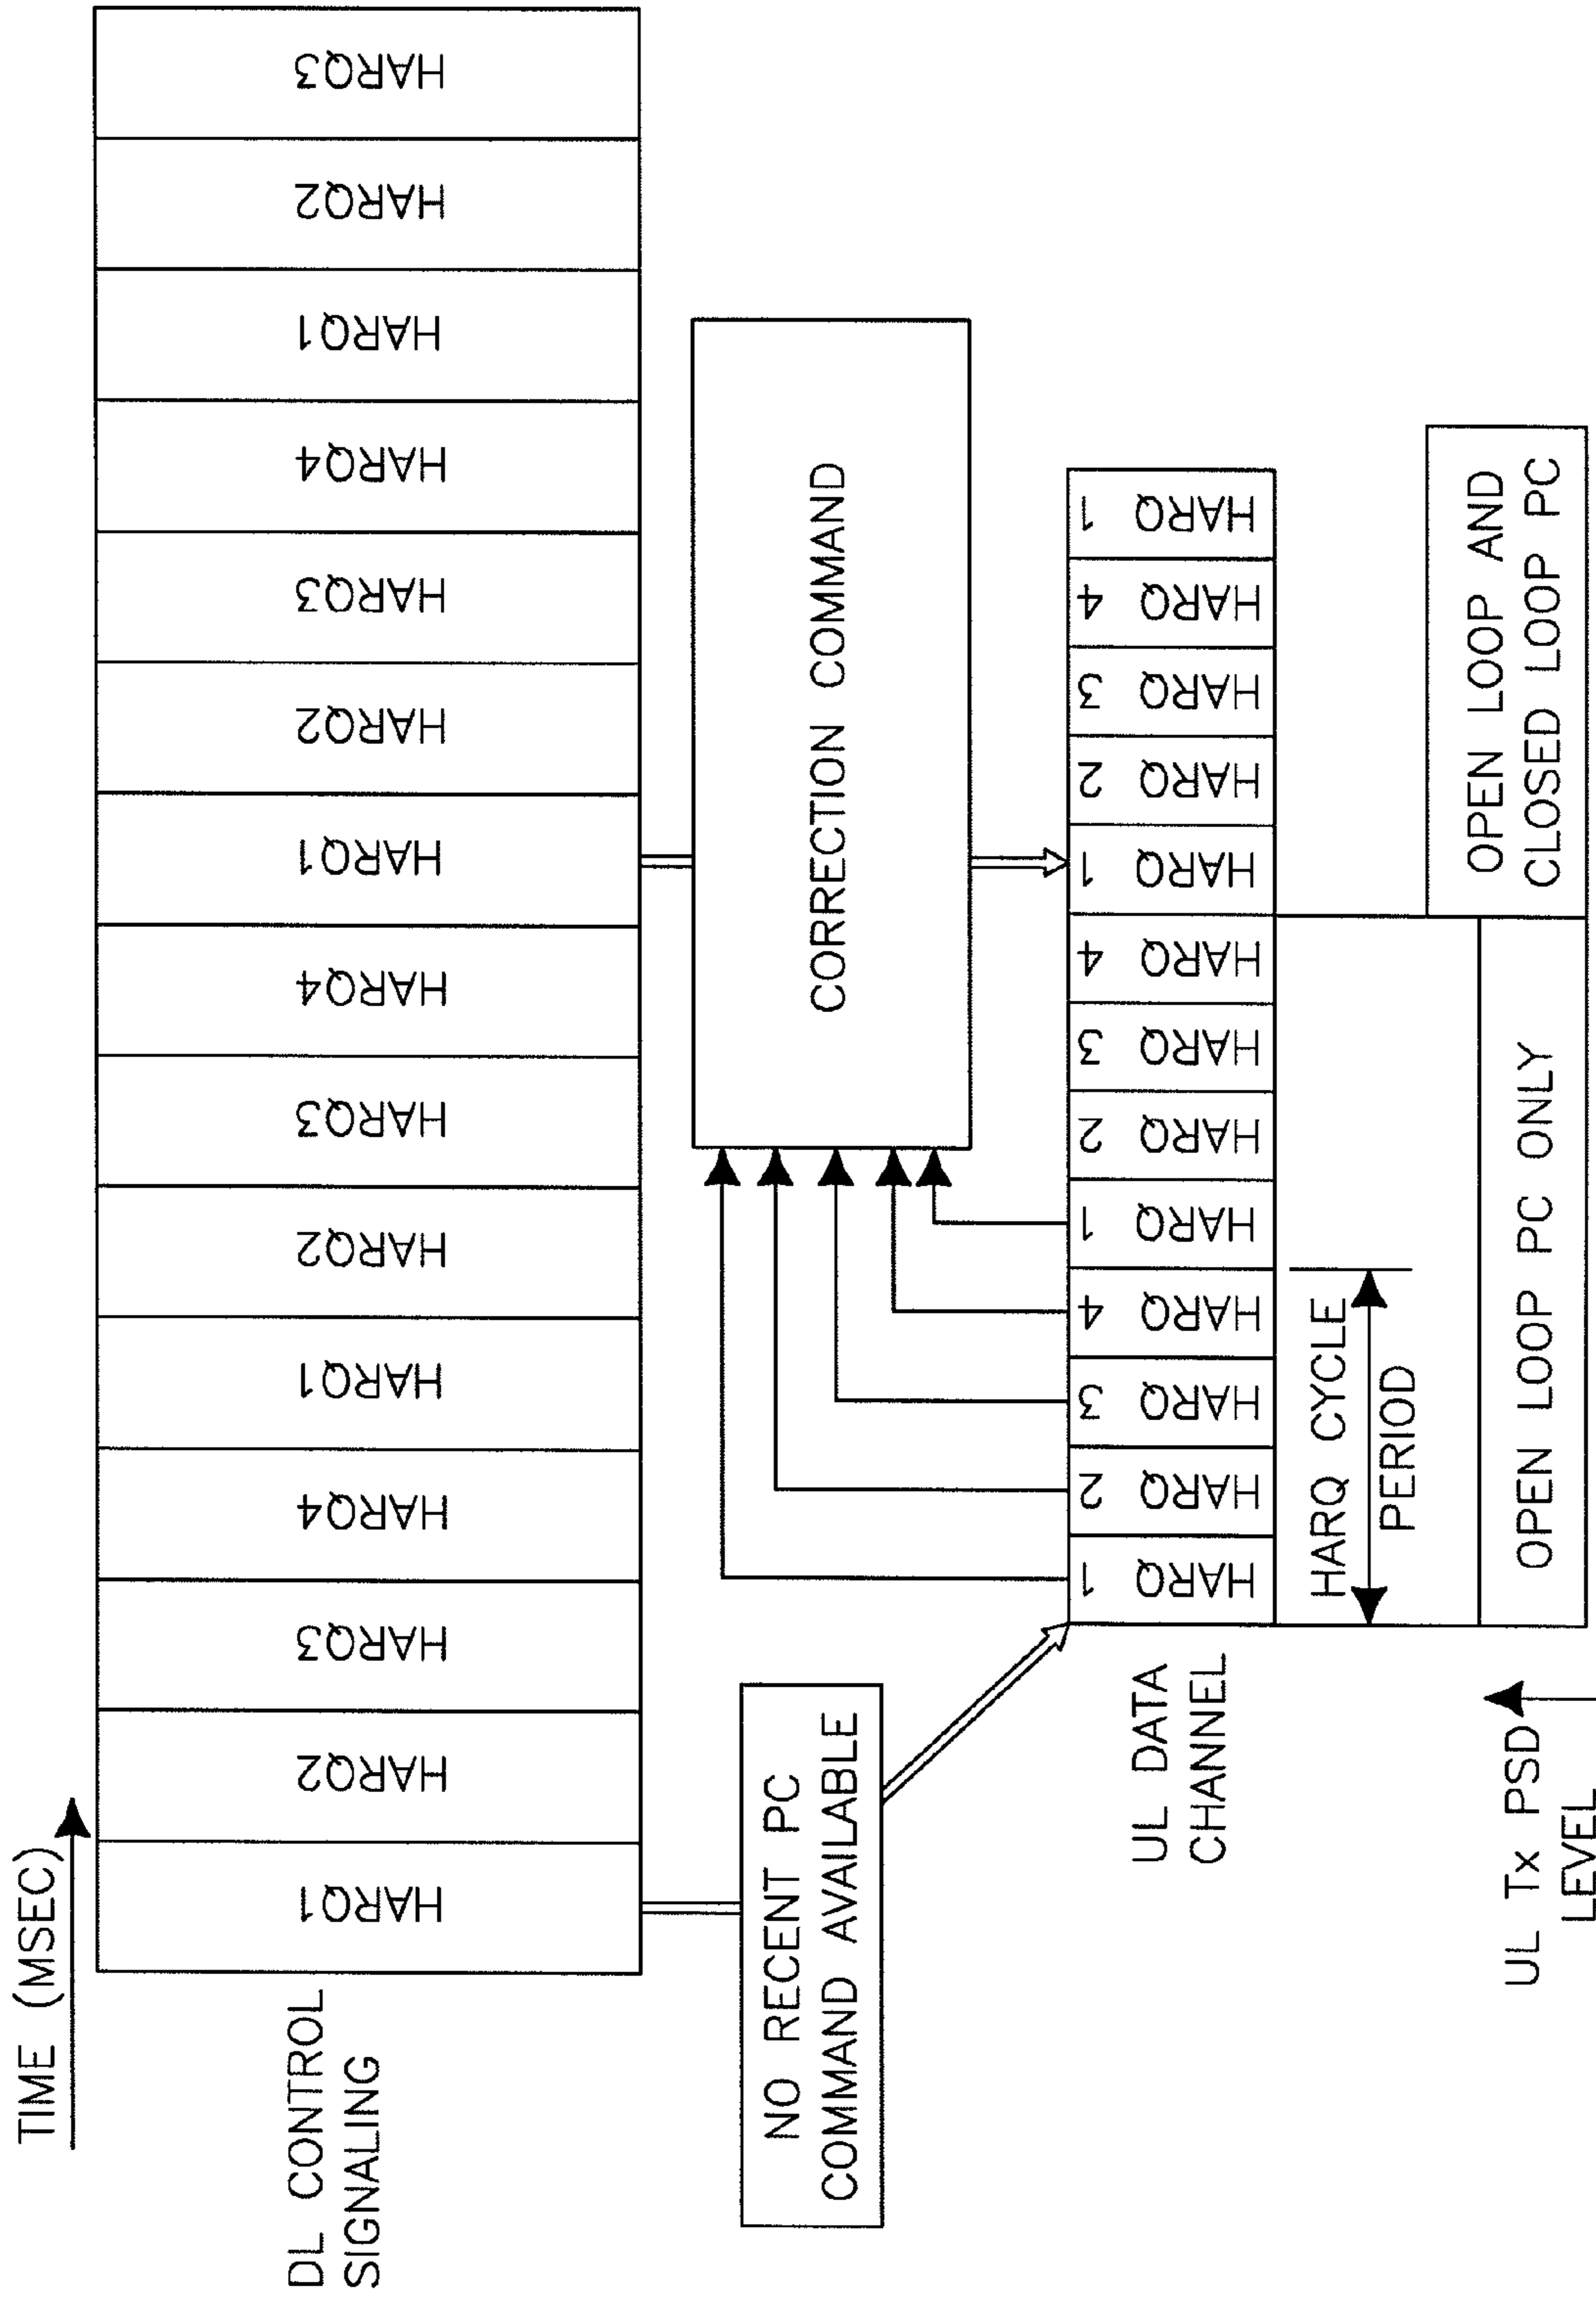 TIME (MSEC)
DL CONTROL
SIGNALING
HARQ1
HARQ2
HARQ3
HARQ4
HARQ1
HARQ2
HARQ3
HARQ4
HARQ1
HARQ2
HARQ3
HARQ4
HARQ1
HARQ2
HARQ3
NO RECENT PC
COMMAND AVAILABLE
CORRECTION COMMAND
UL DATA
CHANNEL
HARQ 1
HARQ 2
HARQ 3
HARQ 4
HARQ 1
HARQ 2
HARQ 3
HARQ 4
HARQ 1
HARQ 2
HARQ 3
HARQ 4
HARQ 1
HARQ CYCLE
PERIOD
UL Tx PSD
LEVEL
OPEN LOOP PC ONLY
OPEN LOOP AND
CLOSED LOOP PC